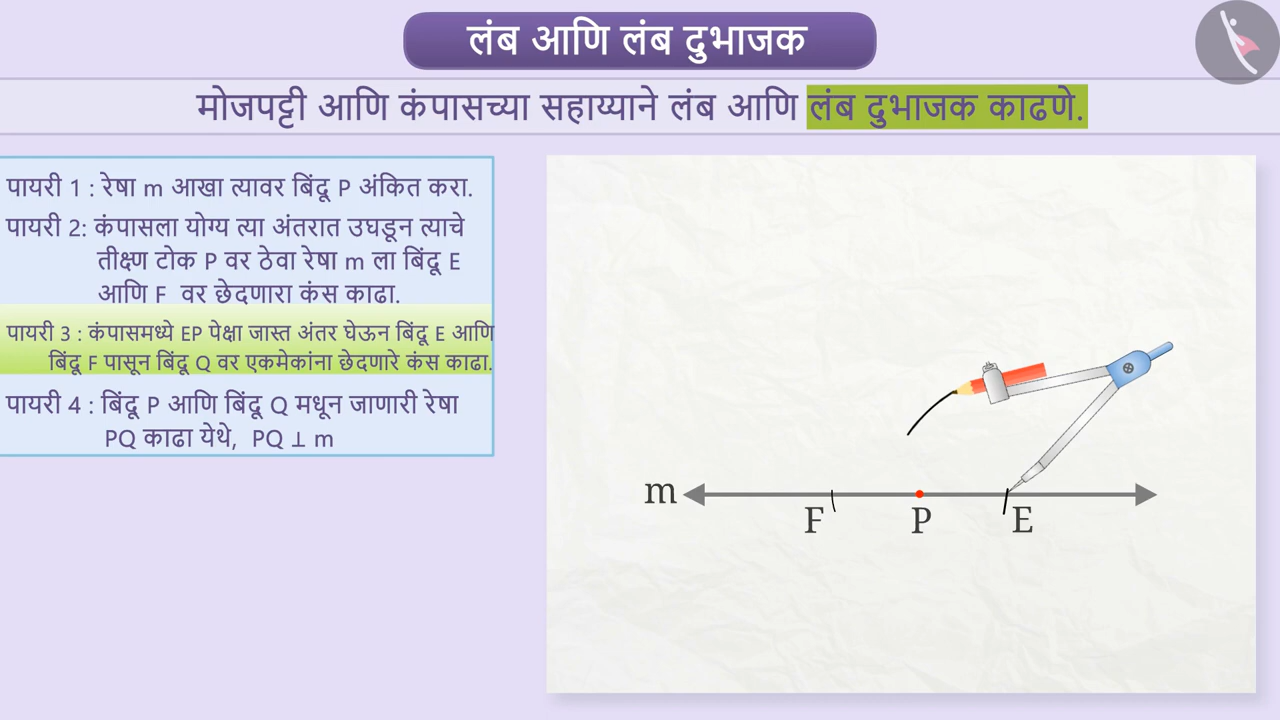 लंब आणि लंब दुभाजक
मोजपट्टी आणि कंपासच्या सहाय्याने लंब आणि लंब दुभाजक काढणे.
पायरी 1 : रेषा m आखा त्यावर बिंदू P अंकित करा.
पायरी 2: कंपासला योग्य त्या अंतरात उघडून त्याचे
तीक्ष्ण टोक P वर ठेवा रेषा m ला बिंदू E
आणि F वर छेदणारा कंस काढा.
पायरी 3 : कंपासमध्ये EP पेक्षा जास्त अंतर घेऊन बिंदू E आणि
बिंदू F पासून बिंदू Q वर एकमेकांना छेदणारे कंस काढा.
पायरी 4 : बिंदू P आणि बिंदू Q मधून जाणारी रेषा
PQ काढा येथे, PQ ⊥ m
m
F P E